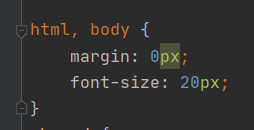 html, body {
    margin: 0px;
    font-size: 20px;
}